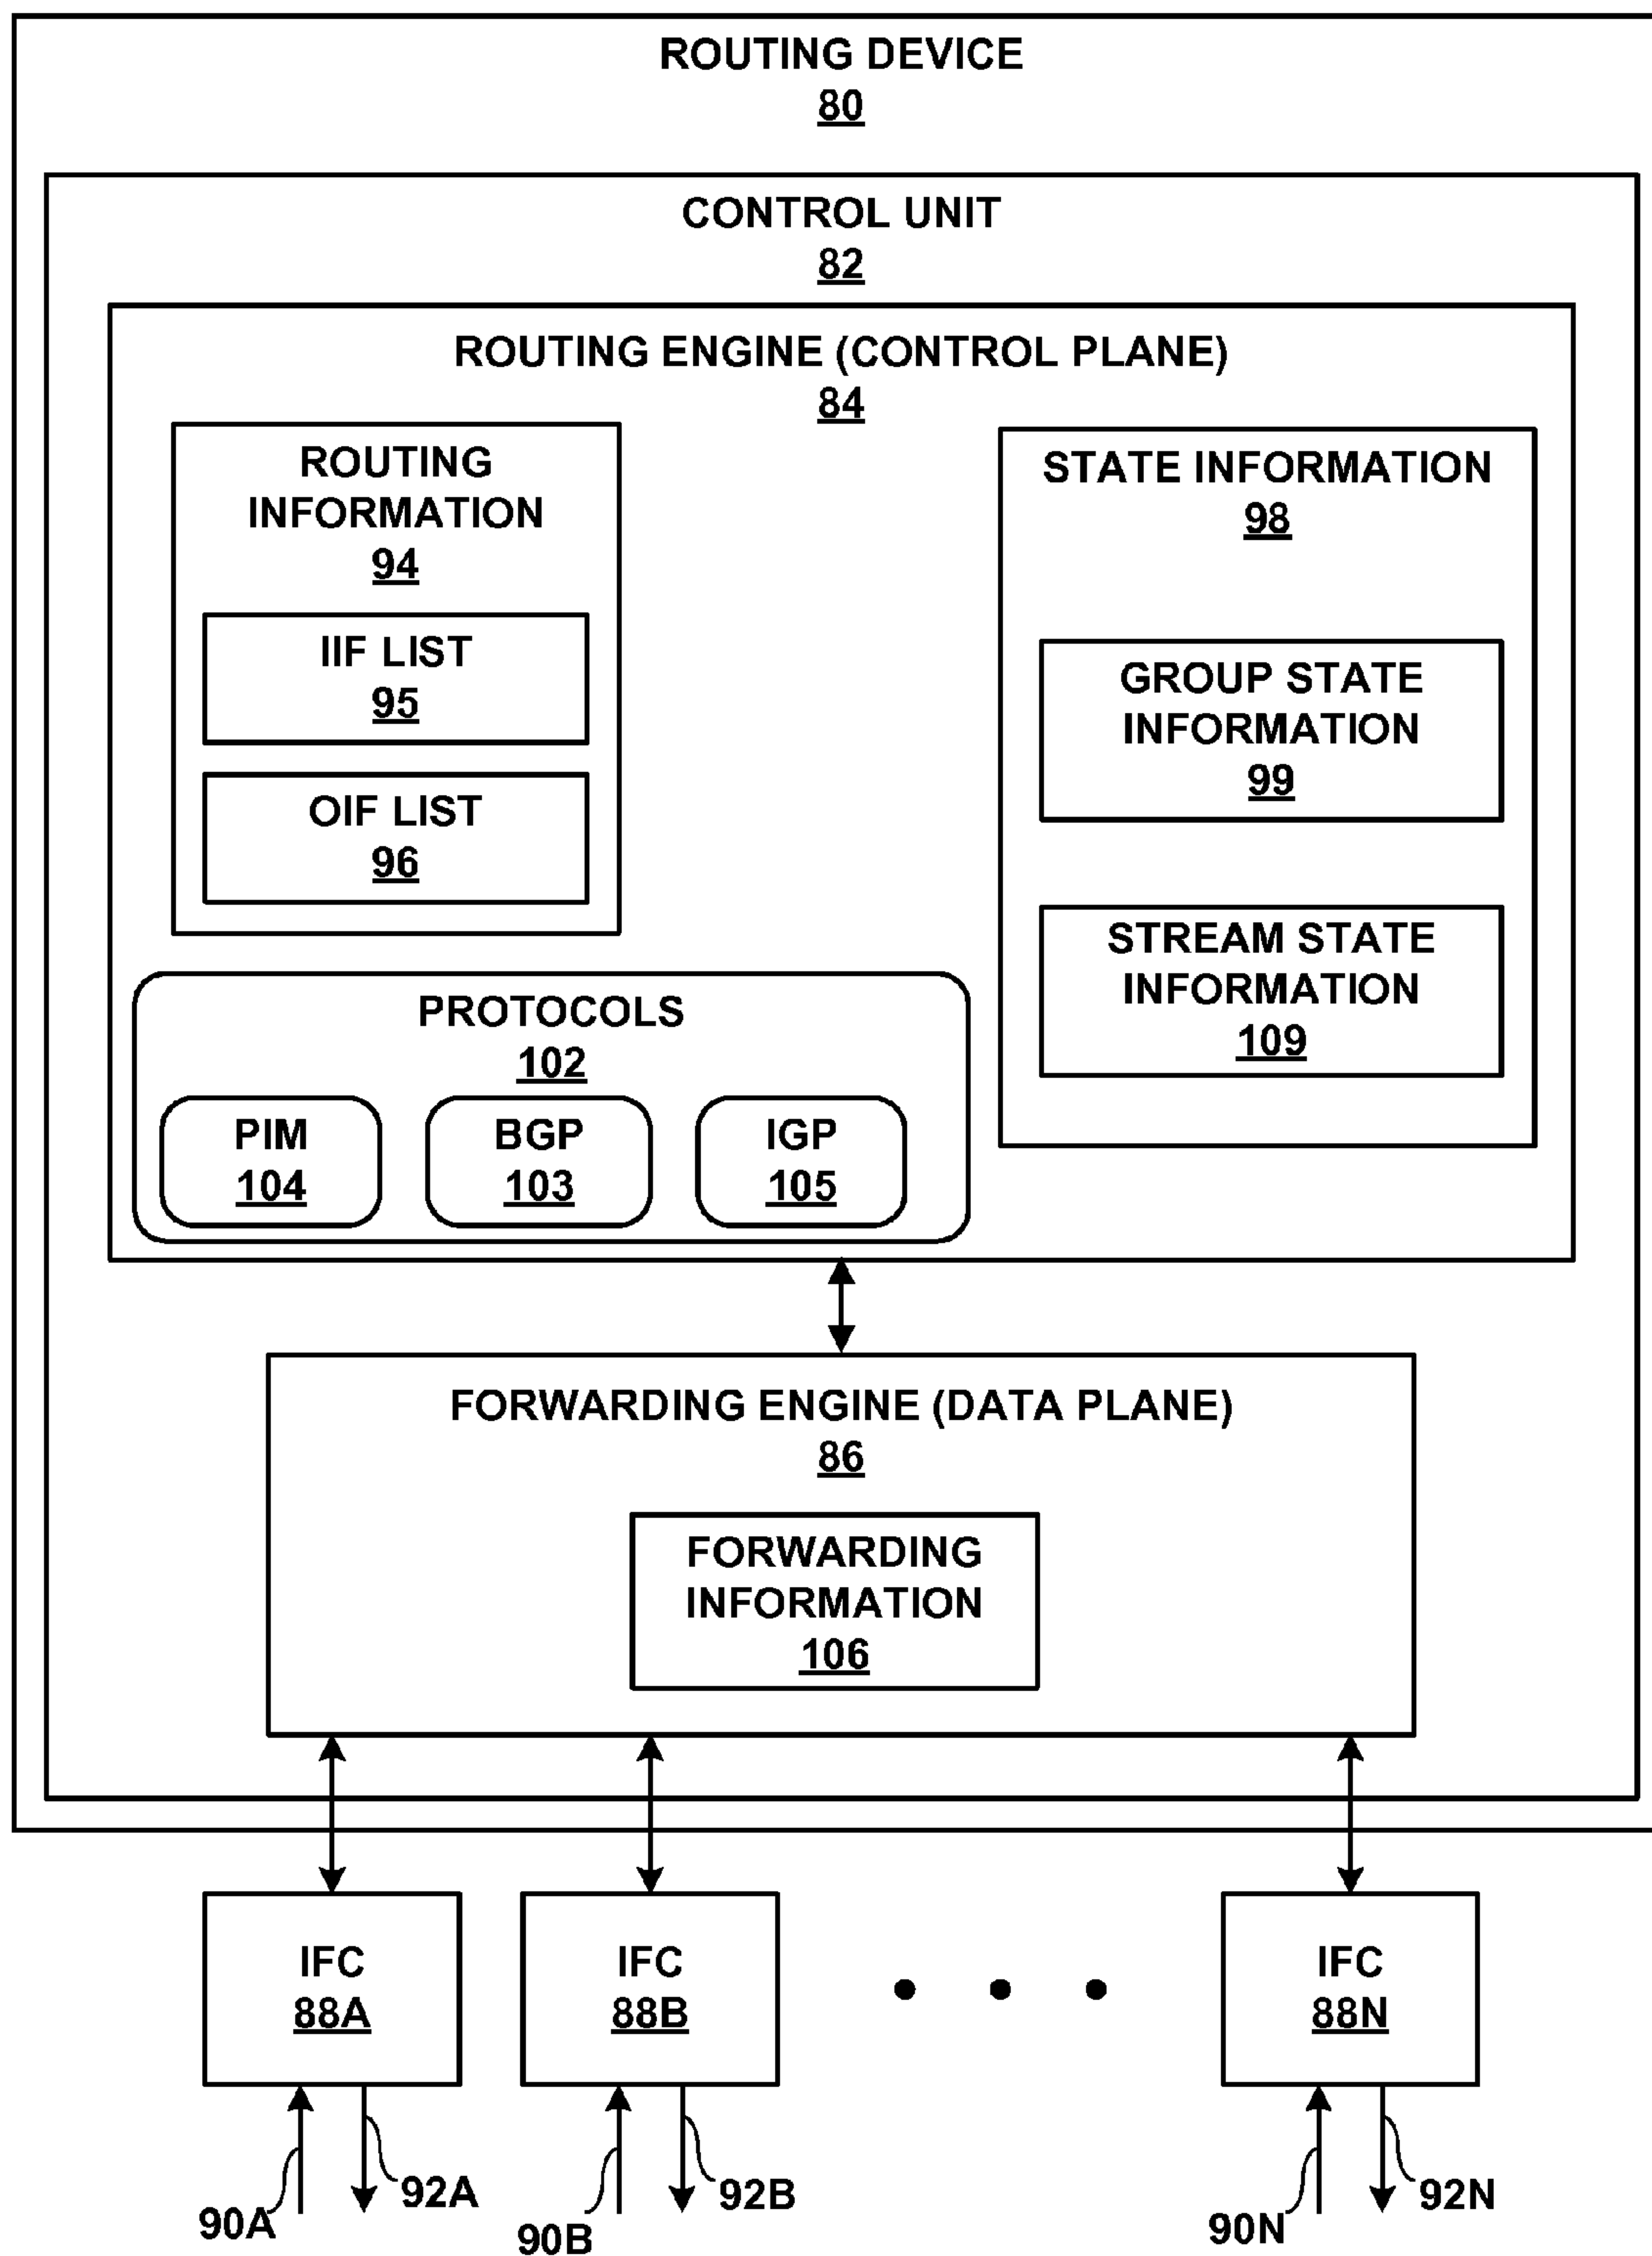 ROUTING DEVICE
80
CONTROL UNIT
82
ROUTING ENGINE (CONTROL PLANE)
84
ROUTING
INFORMATION
94
IIF LIST
95
OIF LIST
96
STATE INFORMATION
98
GROUP STATE
INFORMATION
99
STREAM STATE
INFORMATION
109
PROTOCOLS
102
PIM
104
BGP
103
IGP
105
FORWARDING ENGINE (DATA PLANE)
86
FORWARDING
INFORMATION
106
IFC
88A
IFC
88B
IFC
88N
90A
92A
90B
92B
90N
92N